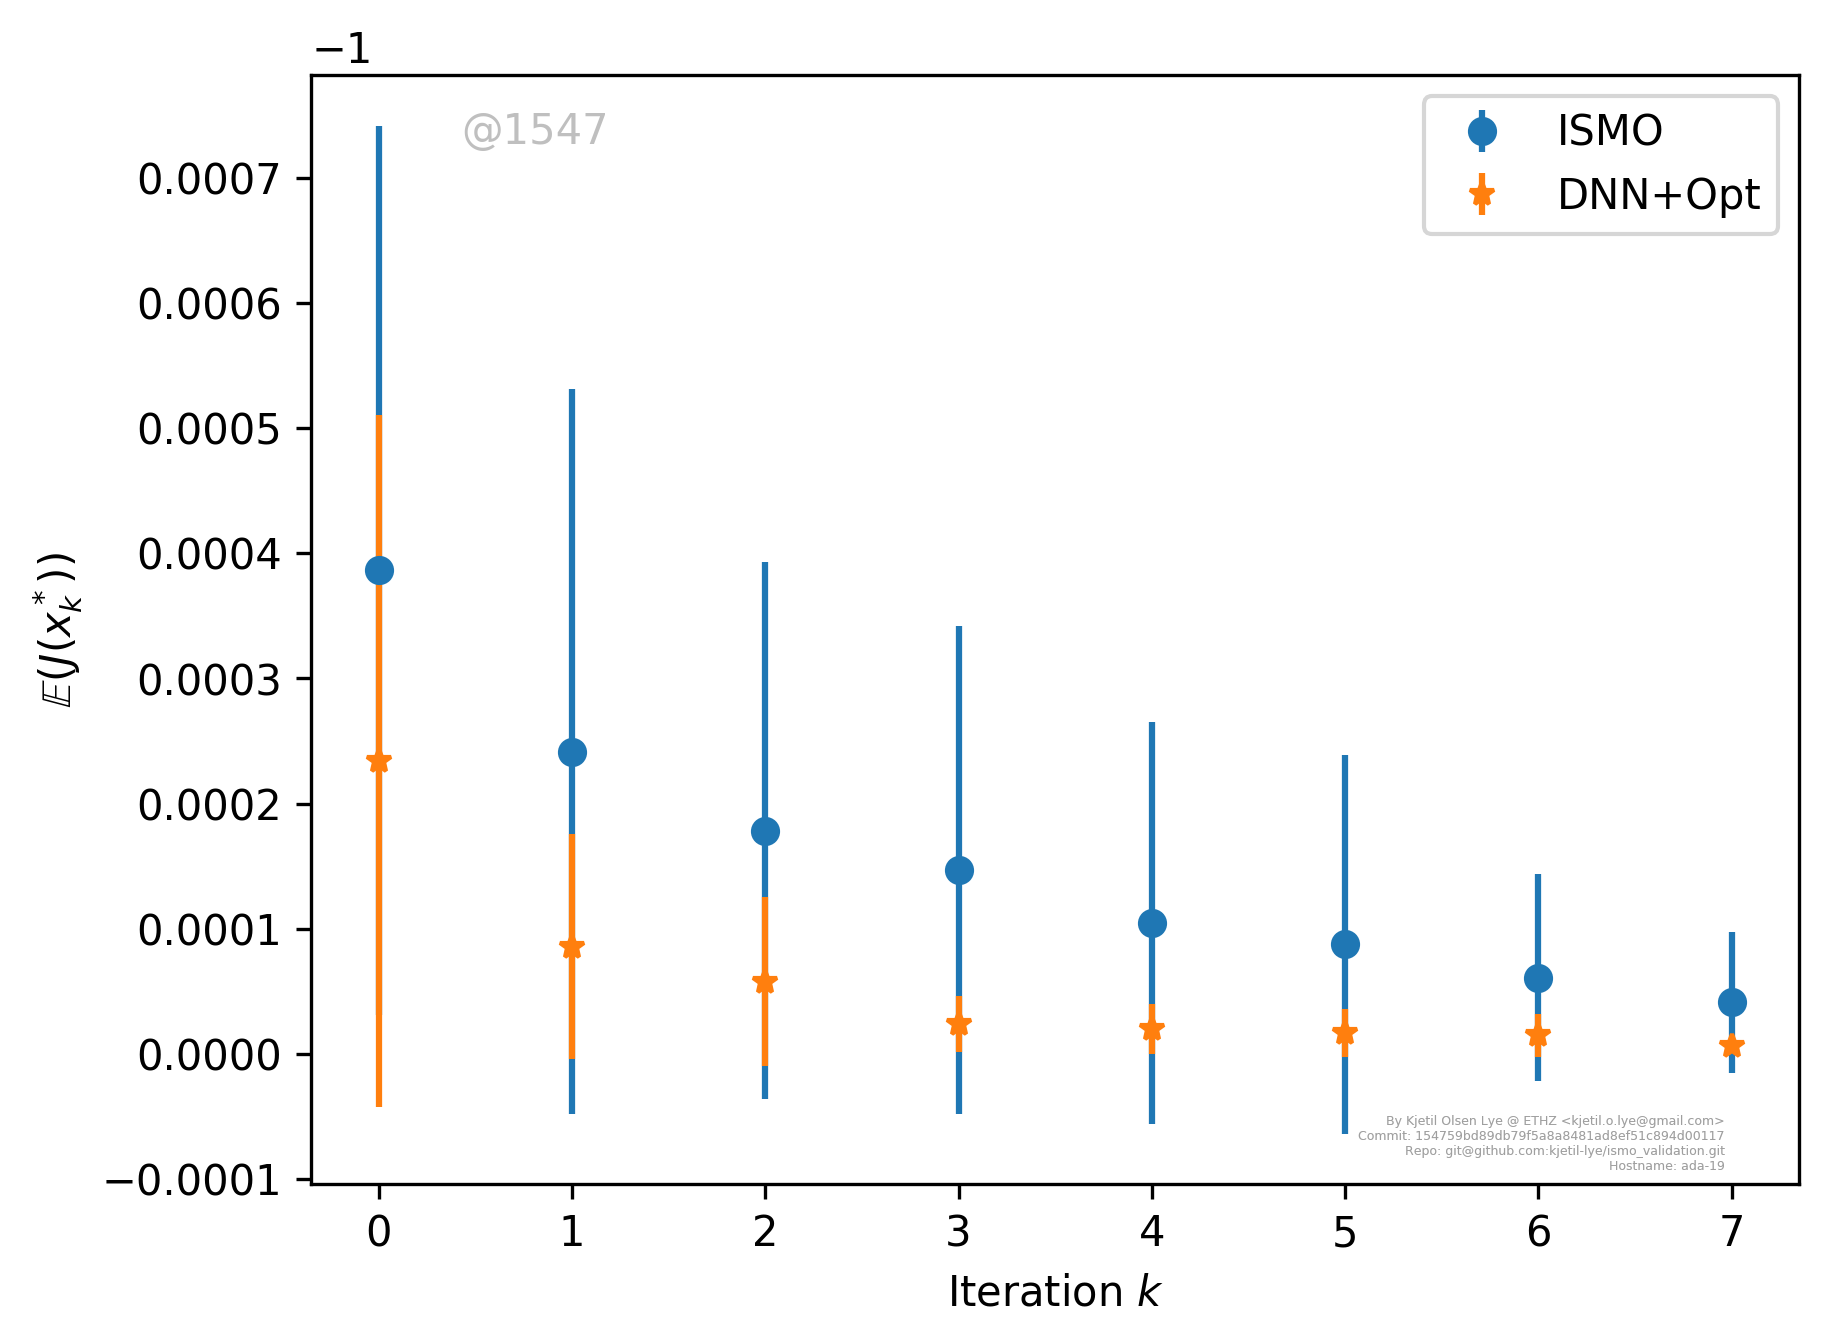 −1
@1547
ISMO
DNN+Opt
0.0007
0.0006
0.0005
0.0004
0.0003
0.0002
0.0001
0.0000
−0.0001
𝔼(J(x*k))
By Kjetil Olsen Lye @ ETHZ <kjetil.o.lye@gmail.com>
Commit: 154759bd89db79f5a8a8481ad8ef51c894d00117
Repo: git@github.com:kjetil-lye/ismo_validation.git
Hostname: ada-19
0 1 2 3 4 5 6 7
Iteration k